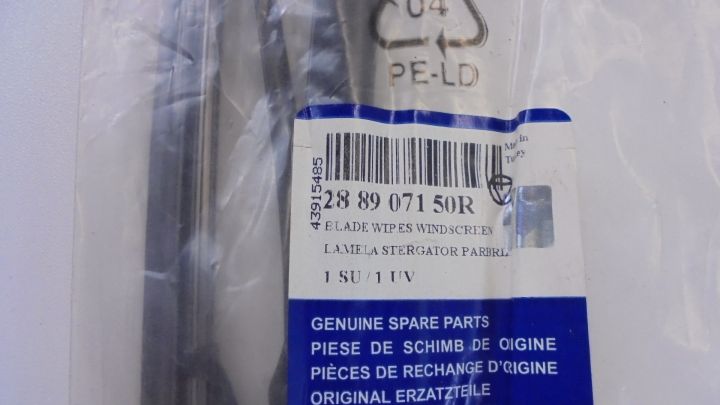 04
PE-LD
Made in
Turkey
43915485
28 89 071 50R
BLADE WIPES WINDSCREEN
LAMELA STERGATOR
1 SU / 1 UV
GENUINE SPARE PARTS
PIESE DE SCHIMB DE ORIGINE
PIÈCES DE RECHANGE D'ORIGINE
ORIGINAL ERZATZTEILE